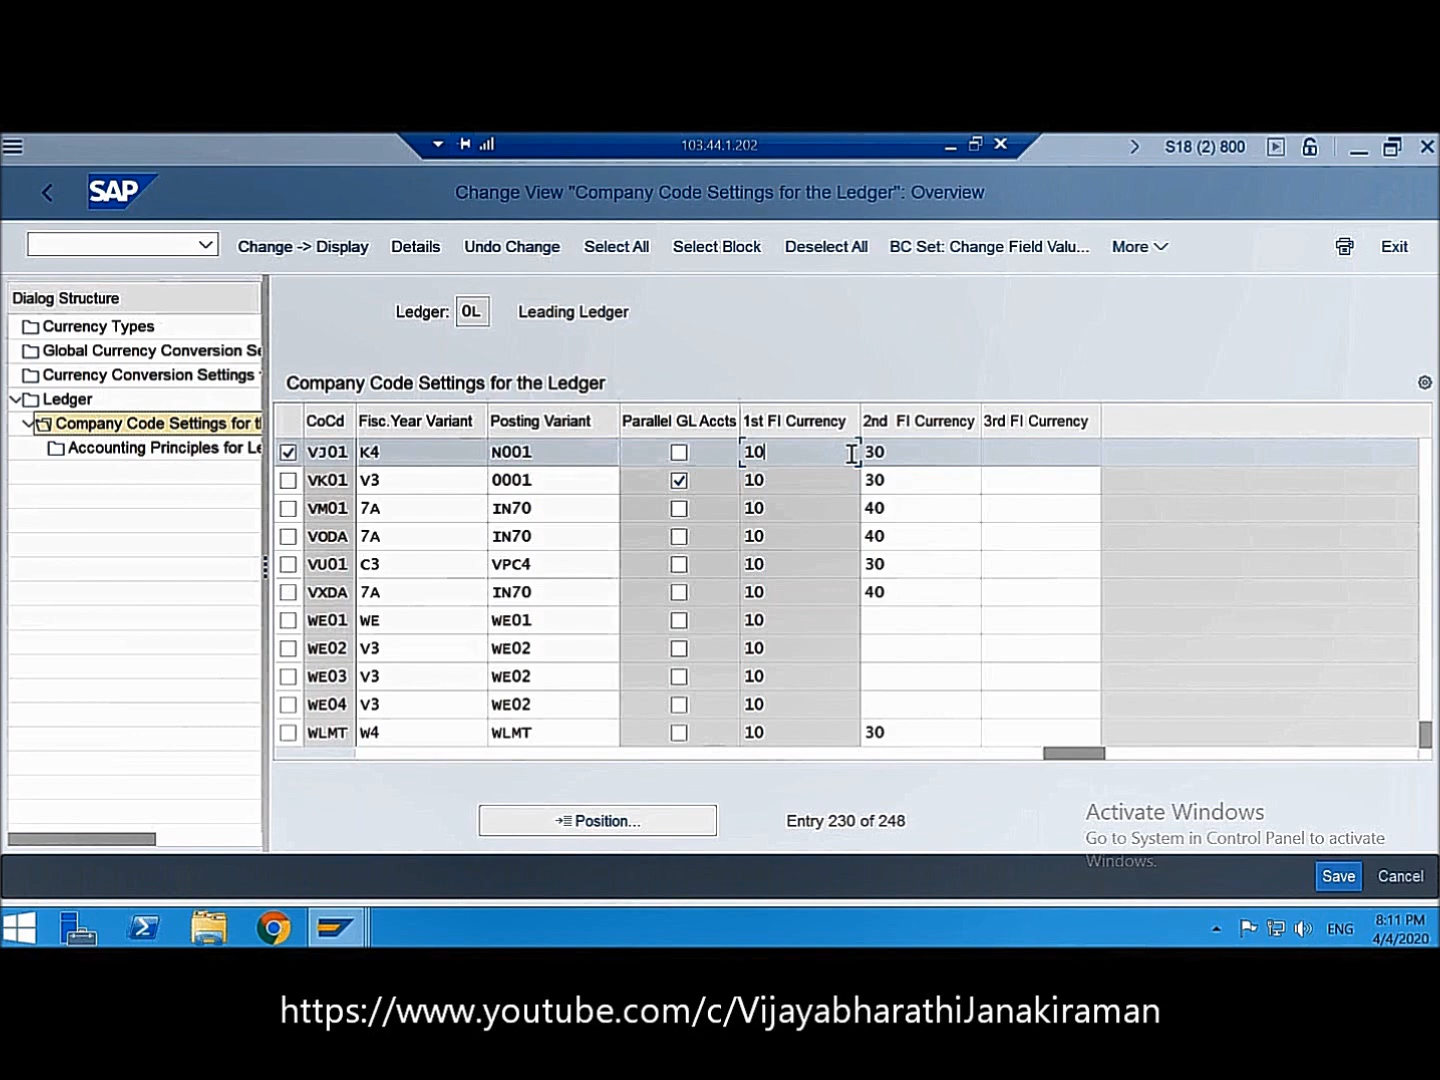 103.44.1.202
S18 (2) 800
SAP
Change View "Company Code Settings for the Ledger": Overview
Change -> Display Details Undo Change Select All Select Block Deselect All BC Set: Change Field Valu... More Exit
Dialog Structure
Currency Types
Global Currency Conversion Se
Currency Conversion Settings
Ledger
Company Code Settings for t
Accounting Principles for Le
Ledger: 0L Leading Ledger
Company Code Settings for the Ledger
CoCd Fisc.Year Variant Posting Variant Parallel GL Accts 1st FI Currency 2nd FI Currency 3rd FI Currency
VJ01 K4 N001 10 30
VK01 V3 0001 10 30
VM01 7A IN70 10 40
VODA 7A IN70 10 40
VU01 C3 VPC4 10 30
VXDA 7A IN70 10 40
WE01 WE WE01 10
WE02 V3 WE02 10
WE03 V3 WE02 10
WE04 V3 WE02 10
WLMT W4 WLMT 10 30
Position... Entry 230 of 248
Activate Windows
Go to System in Control Panel to activate
Windows.
Save Cancel
ENG 8:11 PM
4/4/2020
https://www.youtube.com/c/VijayabharathiJanakiraman